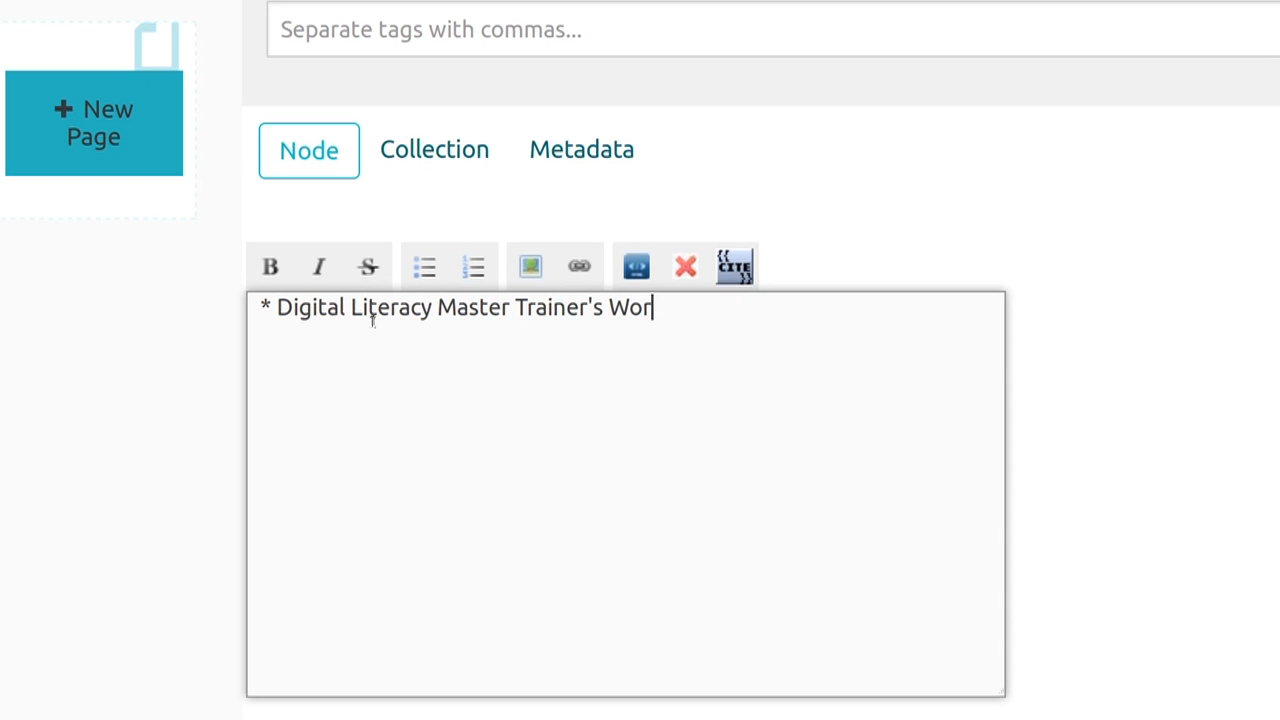 Separate tags with commas...
+ New
Page
Node Collection Metadata
B I S
{{
CITE
}}
* Digital Literacy Master Trainer's Wor